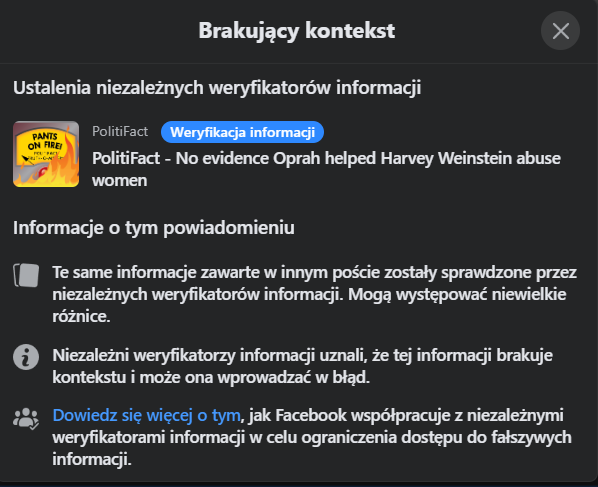 Brakujący kontekst
Ustalenia niezależnych weryfikatorów informacji
PANTS
ON FIRE!
PolitiFact
Weryfikacja informacji
PolitiFact - No evidence Oprah helped Harvey Weinstein abuse
women
Informacje o tym powiadomieniu
Te same informacje zawarte w innym poście zostały sprawdzone przez
niezależnych weryfikatorów informacji. Mogą występować niewielkie
różnice.
Niezależni weryfikatorzy informacji uznali, że tej informacji brakuje
kontekstu i może ona wprowadzać w błąd.
Dowiedz się więcej o tym, jak Facebook współpracuje z niezależnymi
weryfikatorami informacji w celu ograniczenia dostępu do fałszywych
informacji.